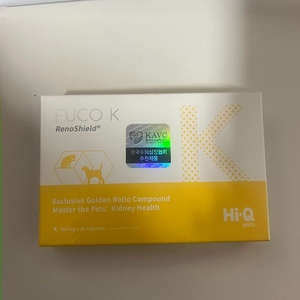 FUCO K
RenoShield®
KAVC
한국수의심장협회
추천제품
K
Exclusive Golden Ratio Compound
Master the Pets' Kidney Health
Hi-Q
pets